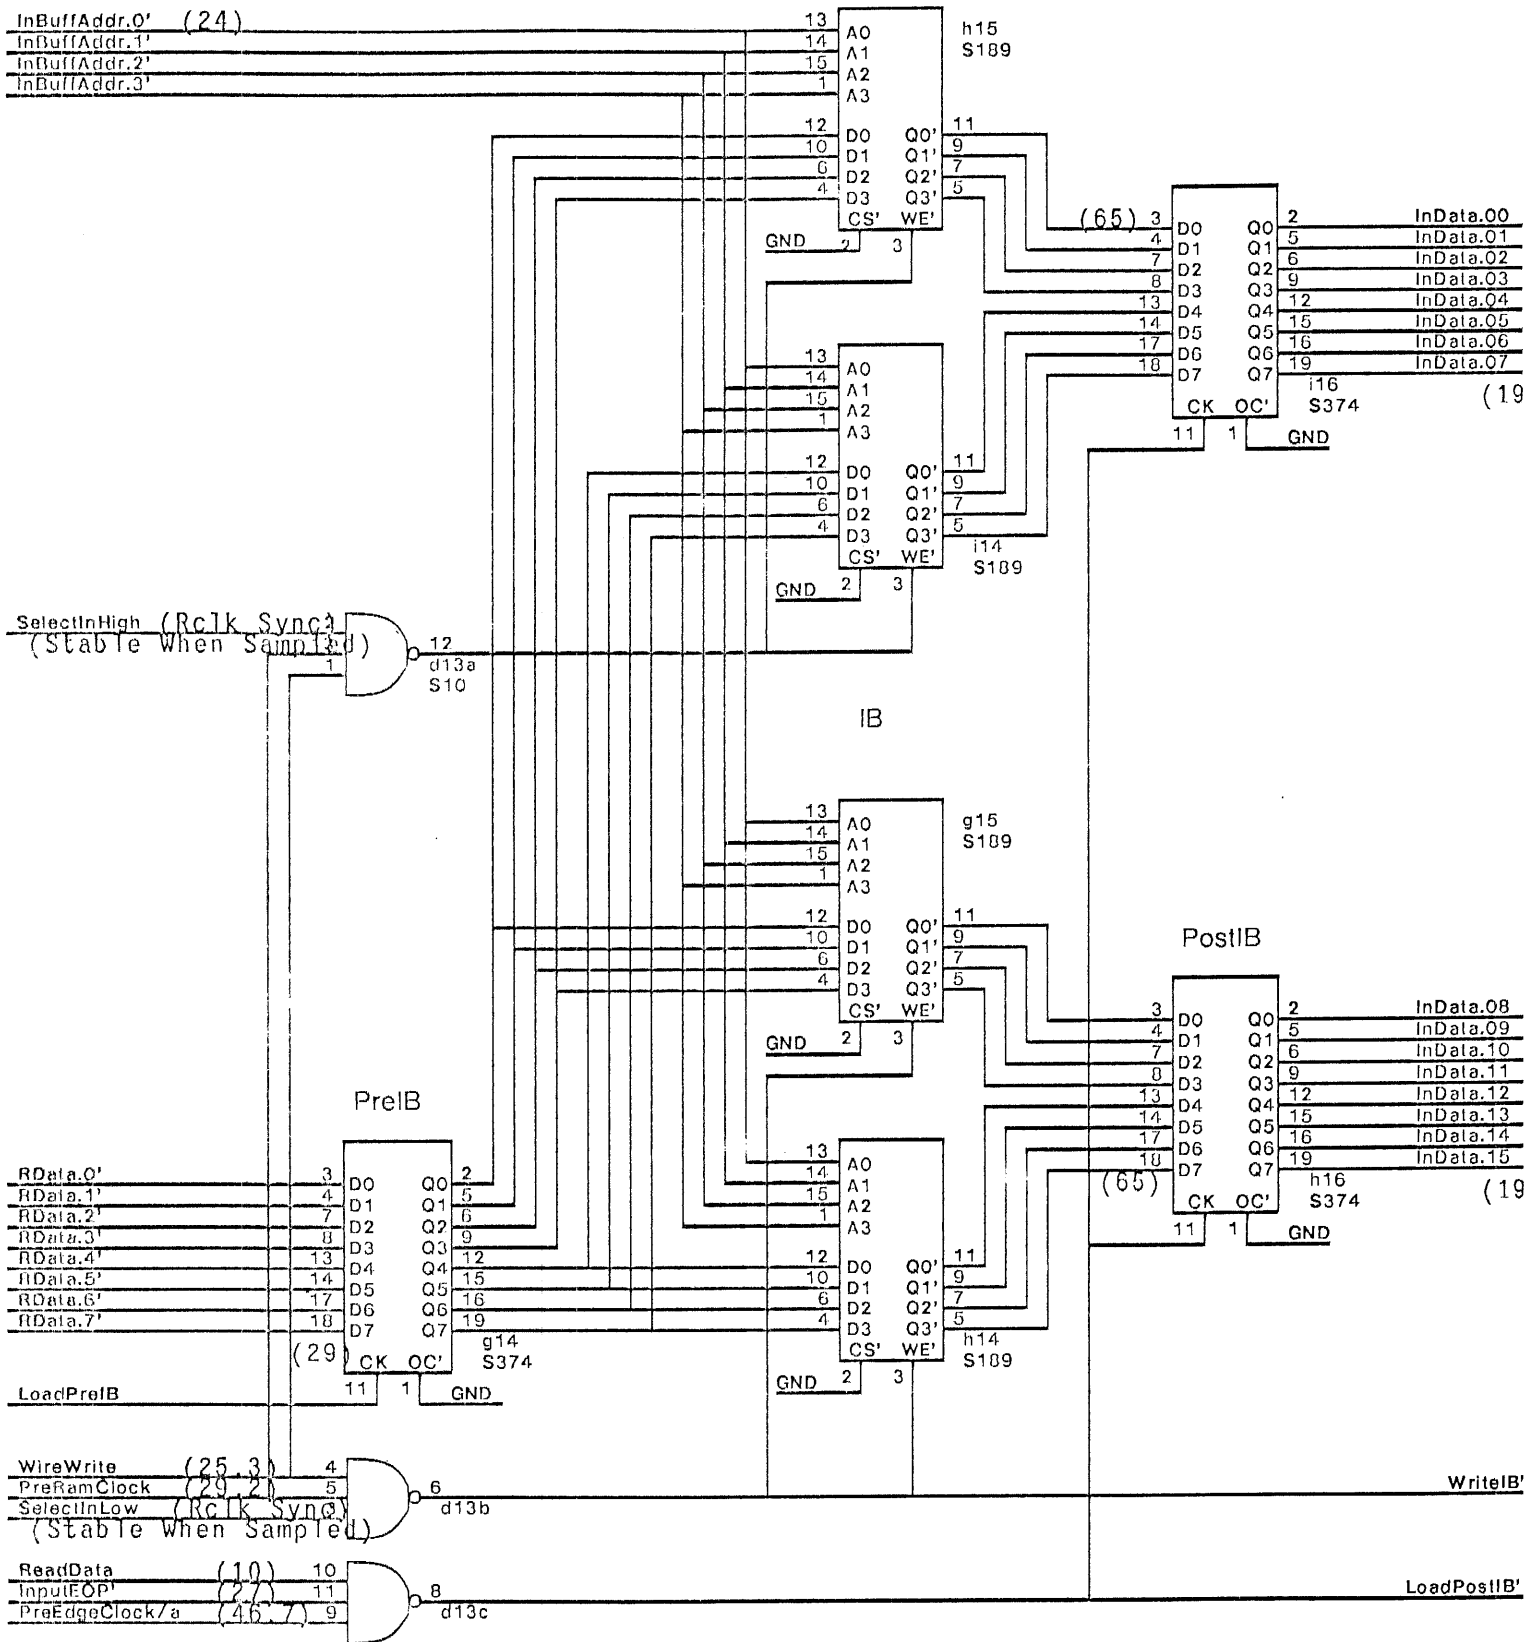 InBuffAddr.0' (24)
InBuffAddr.1'
InBuffAddr.2'
InBuffAddr.3'
13 A0
14 A1
15 A2
1 A3
12 D0 Q0' 11
10 D1 Q1' 9
6 D2 Q2' 7
4 D3 Q3' 5
CS' WE'
GND 2 3
h15
S189
(65) 3 D0 Q0 2 InData.00
4 D1 Q1 5 InData.01
7 D2 Q2 6 InData.02
8 D3 Q3 9 InData.03
13 D4 Q4 12 InData.04
14 D5 Q5 15 InData.05
17 D6 Q6 16 InData.06
18 D7 Q7 19 InData.07
i16
S374
(19
CK OC'
11 1 GND
13 A0
14 A1
15 A2
1 A3
12 D0 Q0' 11
10 D1 Q1' 9
6 D2 Q2' 7
4 D3 Q3' 5
CS' WE'
GND 2 3
i14
S189
SelectInHigh (Rclk Sync)
(Stable When Sampled)
1
12
d13a
S10
IB
13 A0
14 A1
15 A2
1 A3
12 D0 Q0' 11
10 D1 Q1' 9
6 D2 Q2' 7
4 D3 Q3' 5
CS' WE'
GND 2 3
g15
S189
PostIB
3 D0 Q0 2 InData.08
4 D1 Q1 5 InData.09
7 D2 Q2 6 InData.10
8 D3 Q3 9 InData.11
13 D4 Q4 12 InData.12
14 D5 Q5 15 InData.13
17 D6 Q6 16 InData.14
18 D7 Q7 19 InData.15
(65)
h16
S374
(19
CK OC'
11 1 GND
PreIB
RData.0' 3 D0 Q0 2
RData.1' 4 D1 Q1 5
RData.2' 7 D2 Q2 6
RData.3' 8 D3 Q3 9
RData.4' 13 D4 Q4 12
RData.5' 14 D5 Q5 15
RData.6' 17 D6 Q6 16
RData.7' 18 D7 Q7 19
(29) CK OC'
g14
S374
LoadPreIB 11 1 GND
13 A0
14 A1
15 A2
1 A3
12 D0 Q0' 11
10 D1 Q1' 9
6 D2 Q2' 7
4 D3 Q3' 5
CS' WE'
GND 2 3
h14
S189
WireWrite (25,3) 4
PreRamClock (29,2) 5
SelectInLow (Rclk Sync)
(Stable When Sampled)
6
d13b
WriteIB'
ReadData (10) 10
InputEOP' (27) 11
PreEdgeClock/a (46,7) 9
8
d13c
LoadPostIB'